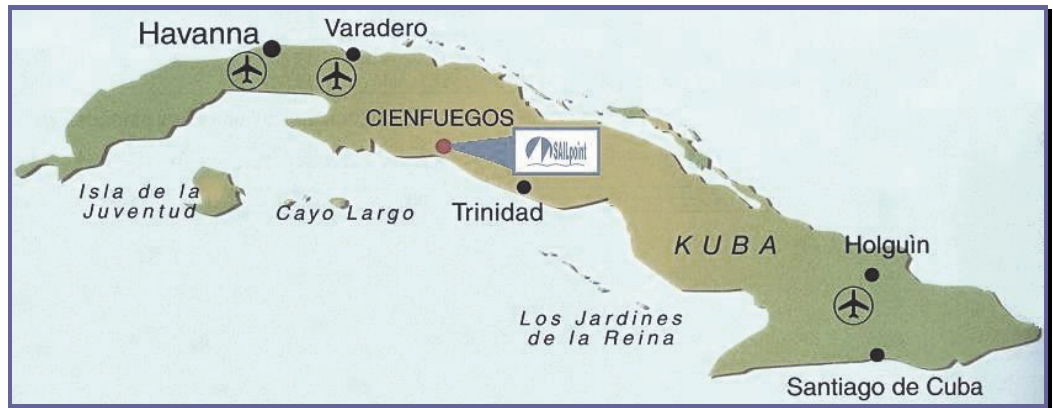 Havanna
Varadero
CIENFUEGOS
SAILpoint
Isla de la
Juventud
Cayo Largo
Trinidad
KUBA
Holguìn
Los Jardines
de la Reina
Santiago de Cuba